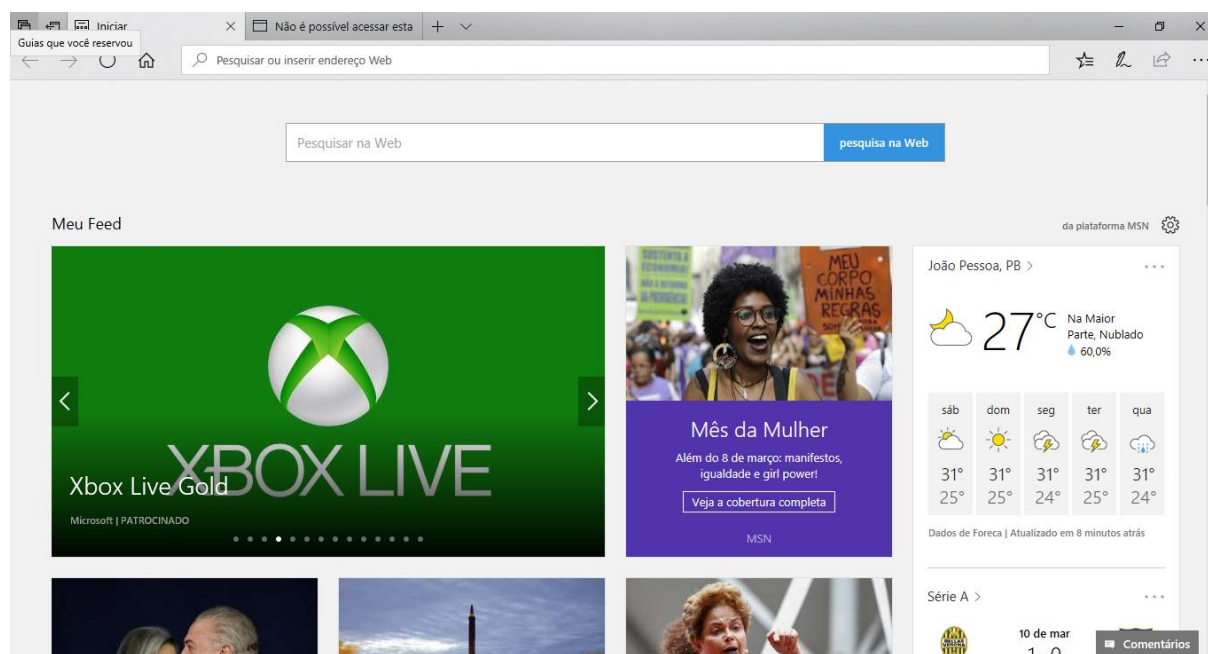 Iniciar
Não é possível acessar esta
Guias que você reservou
Pesquisar ou inserir endereço Web
Pesquisar na Web
pesquisa na Web
Meu Feed
da plataforma MSN
XBOX LIVE
Xbox Live Gold
Microsoft | PATROCINADO
SUSTENTA A
ECONOMIA!
MEU
CORPO
MINHAS
REGRAS
Mês da Mulher
Além do 8 de março: manifestos,
igualdade e girl power!
Veja a cobertura completa
MSN
João Pessoa, PB >
27°C
Na Maior
Parte, Nublado
60,0%
sáb dom seg ter qua
31° 31° 31° 31° 31°
25° 25° 24° 25° 24°
Dados de Foreca | Atualizado em 8 minutos atrás
Série A >
10 de mar
1 0
Comentários